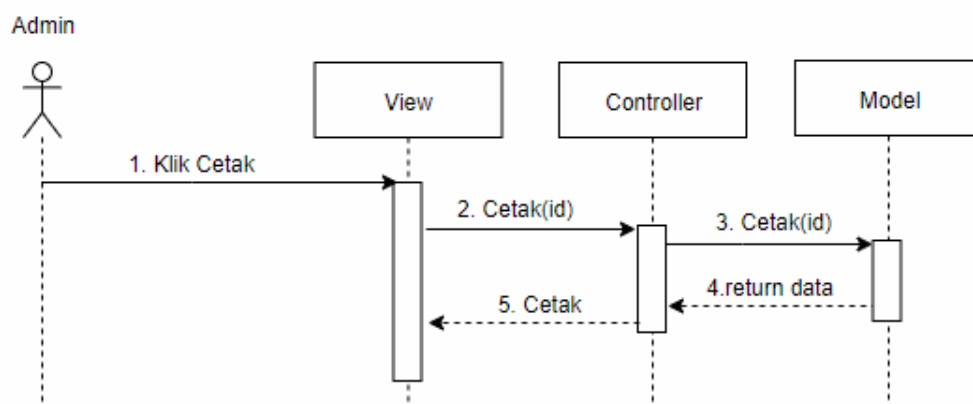 Admin
View
Controller
Model
1. Klik Cetak
2. Cetak(id)
3. Cetak(id)
4.return data
5. Cetak